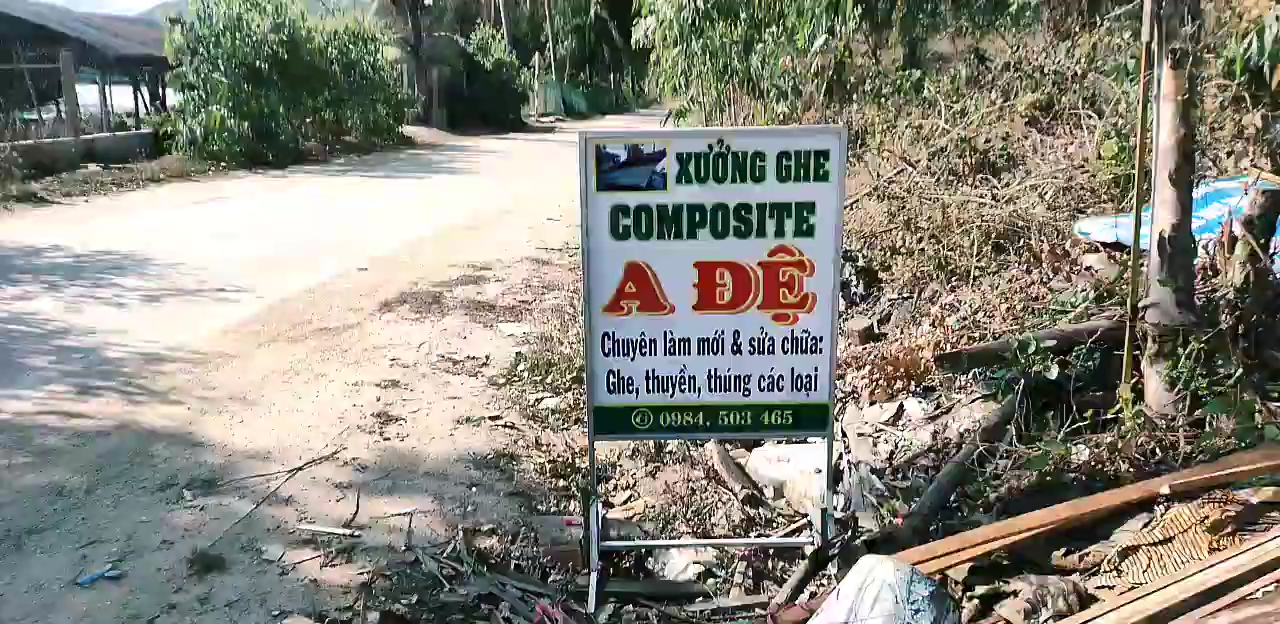 XƯỞNG GHE
COMPOSITE
A ĐỆ
Chuyên làm mới & sửa chữa:
Ghe, thuyền, thúng các loại
✆ 0984. 503 465